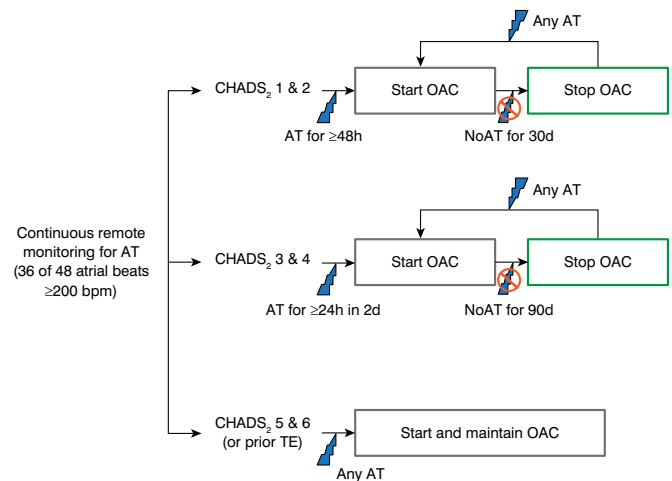 Any AT
CHADS₂ 1 & 2
Start OAC
Stop OAC
AT for ≥48h
NoAT for 30d
Any AT
Continuous remote
monitoring for AT
(36 of 48 atrial beats
≥200 bpm)
CHADS₂ 3 & 4
Start OAC
Stop OAC
AT for ≥24h in 2d
NoAT for 90d
CHADS₂ 5 & 6
(or prior TE)
Start and maintain OAC
Any AT